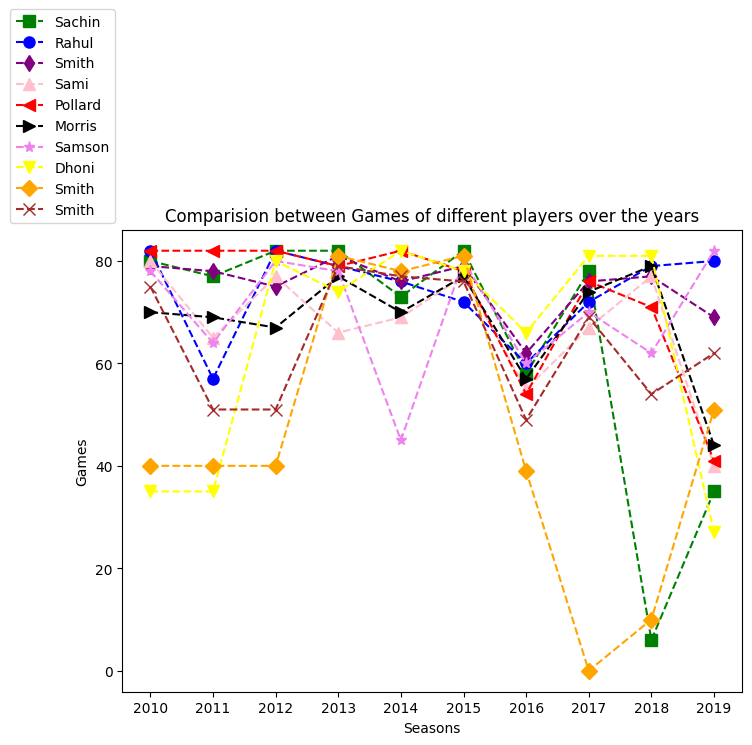 Sachin
Rahul
Smith
Sami
Pollard
Morris
Samson
Dhoni
Smith
Smith
Comparision between Games of different players over the years
80
60
40
20
0
Games
2010 2011 2012 2013 2014 2015 2016 2017 2018 2019
Seasons